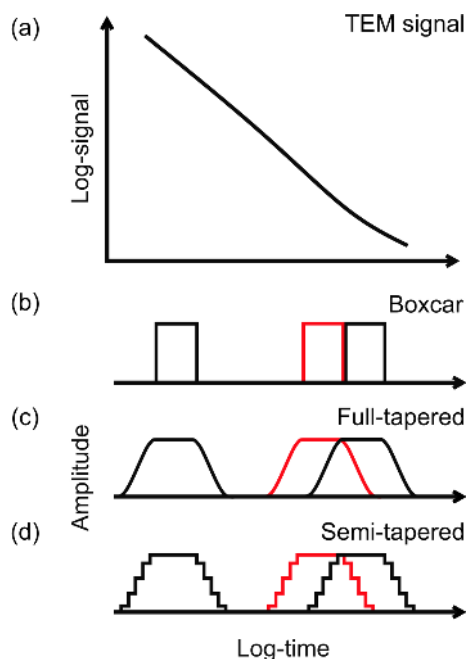 (a)
TEM signal
Log-signal
(b)
Boxcar
(c)
Full-tapered
Amplitude
(d)
Semi-tapered
Log-time